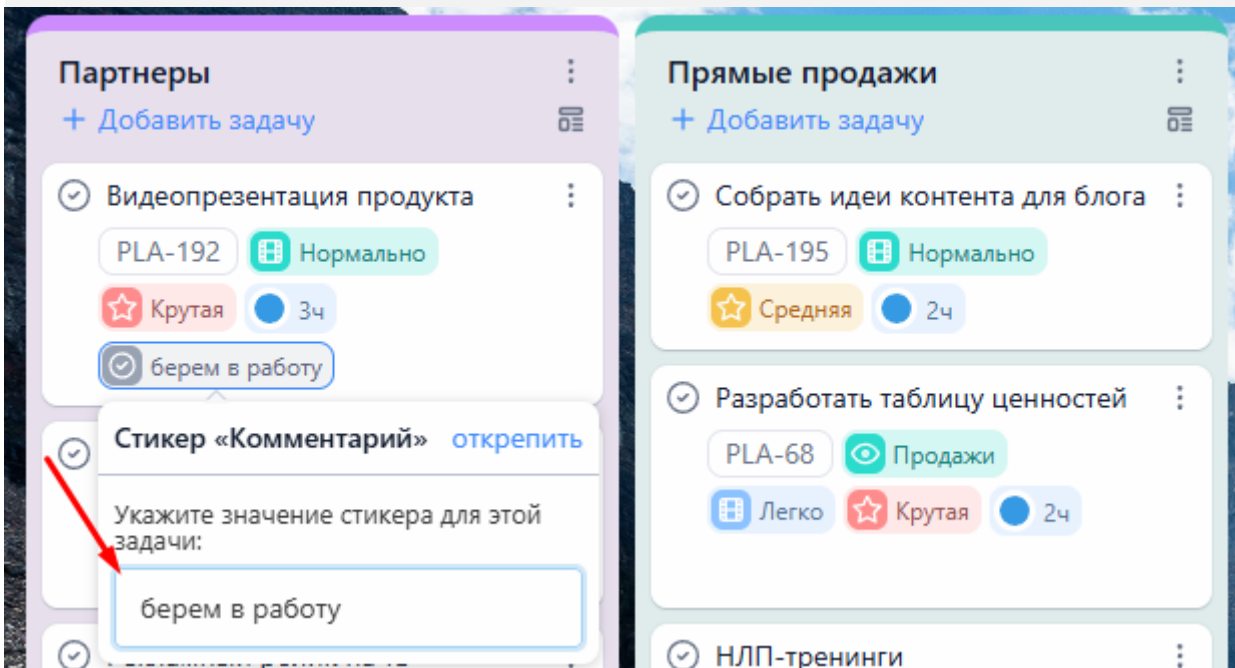 Партнеры
+ Добавить задачу
Видеопрезентация продукта
PLA-192 Нормально
Крутая 3ч
берем в работу
Стикер «Комментарий» открепить
Укажите значение стикера для этой
задачи:
берем в работу
Прямые продажи
+ Добавить задачу
Собрать идеи контента для блога
PLA-195 Нормально
Средняя 2ч
Разработать таблицу ценностей
PLA-68 Продажи
Легко Крутая 2ч
НЛП-тренинги